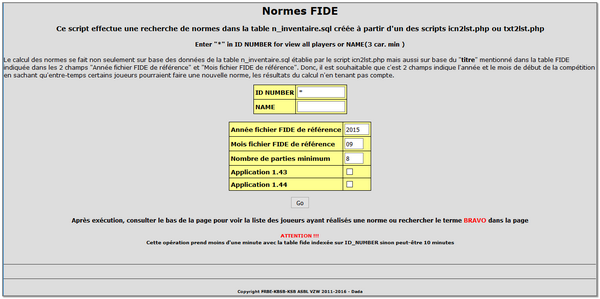 Normes FIDE
Ce script effectue une recherche de normes dans la table n_inventaire.sql créée à partir d'un des scripts icn2lst.php ou txt2lst.php
Enter "*" in ID NUMBER for view all players or NAME(3 car. min )
Le calcul des normes se fait non seulement sur base des données de la table n_inventaire.sql établie par le script icn2lst.php mais aussi sur base du "titre" mentionné dans la table FIDE
indiquée dans les 2 champs "Année fichier FIDE de référence" et "Mois fichier FIDE de référence". Donc, il est souhaitable que c'est 2 champs indique l'année et le mois de début de la compétition
en sachant qu'entre-temps certains joueurs pourraient faire une nouvelle norme, les résultats du calcul n'en tenant pas compte.
ID NUMBER *
NAME
Année fichier FIDE de référence 2015
Mois fichier FIDE de référence 09
Nombre de parties minimum 8
Application 1.43
Application 1.44
Go
Après exécution, consulter le bas de la page pour voir la liste des joueurs ayant réalisés une norme ou rechercher le terme BRAVO dans la page
ATTENTION !!!
Cette opération prend moins d'une minute avec la table fide indexée sur ID_NUMBER sinon peut-être 10 minutes
Copyright FRBE-KBSB-KSB ASBL VZW 2011-2016 - Dada